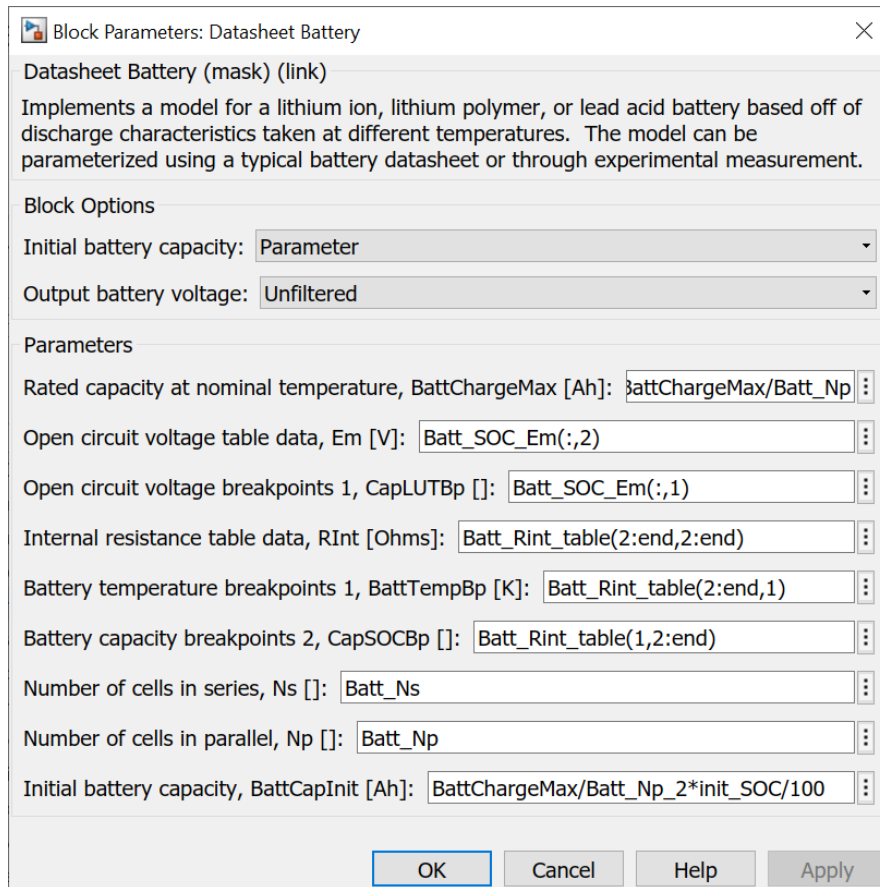 Block Parameters: Datasheet Battery
Datasheet Battery (mask) (link)
Implements a model for a lithium ion, lithium polymer, or lead acid battery based off of
discharge characteristics taken at different temperatures. The model can be
parameterized using a typical battery datasheet or through experimental measurement.
Block Options
Initial battery capacity: Parameter
Output battery voltage: Unfiltered
Parameters
Rated capacity at nominal temperature, BattChargeMax [Ah]: BattChargeMax/Batt_Np
Open circuit voltage table data, Em [V]: Batt_SOC_Em(:,2)
Open circuit voltage breakpoints 1, CapLUTBp []: Batt_SOC_Em(:,1)
Internal resistance table data, RInt [Ohms]: Batt_Rint_table(2:end,2:end)
Battery temperature breakpoints 1, BattTempBp [K]: Batt_Rint_table(2:end,1)
Battery capacity breakpoints 2, CapSOCBp []: Batt_Rint_table(1,2:end)
Number of cells in series, Ns []: Batt_Ns
Number of cells in parallel, Np []: Batt_Np
Initial battery capacity, BattCapInit [Ah]: BattChargeMax/Batt_Np_2*init_SOC/100
OK Cancel Help Apply